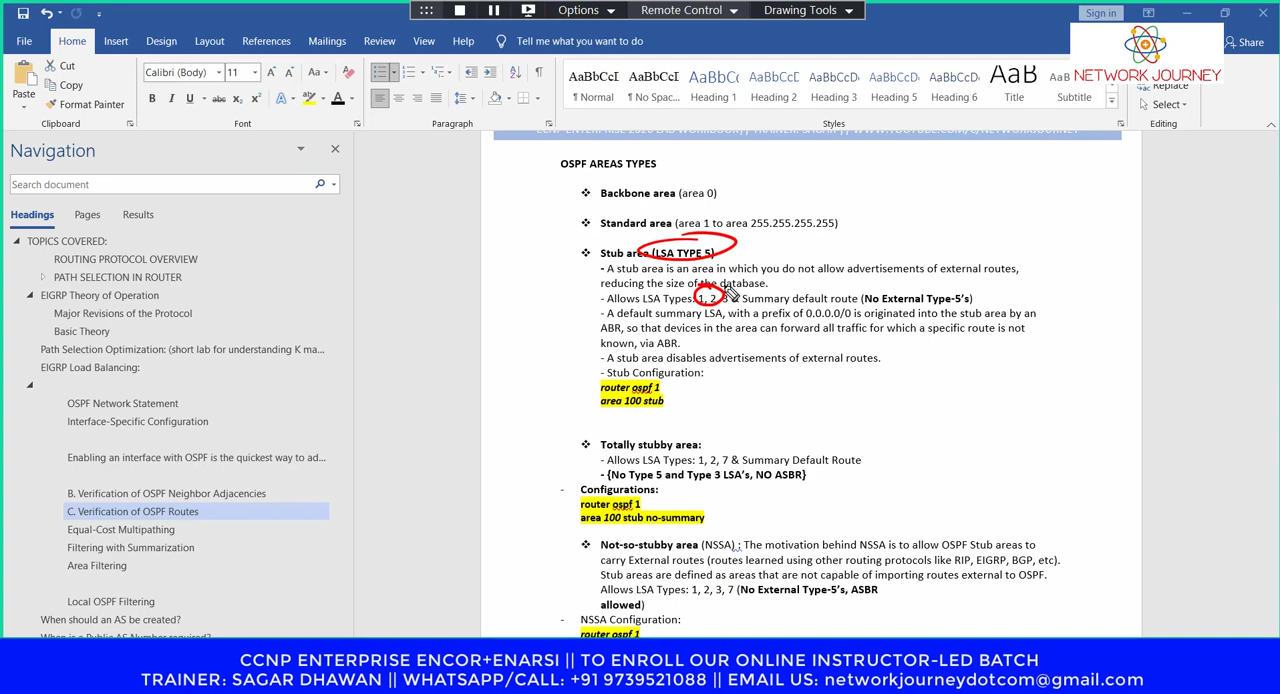 Options
Remote Control
Drawing Tools
Sign in
File
Home
Insert
Design
Layout
References
Mailings
Review
View
Help
Tell me what you want to do
Share
NETWORK JOURNEY
Paste
Cut
Copy
Format Painter
Calibri (Body)
11
Clipboard
Font
Paragraph
AaBbCcI
¶ Normal
AaBbCcI
¶ No Spac...
AaBbCc
Heading 1
AaBbCcI
Heading 2
AaBbCcI
Heading 3
AaBbCcI
Heading 5
AaBbCcI
Heading 6
AaB
Title
Subtitle
Styles
Replace
Select
Editing
Navigation
Search document
Headings
Pages
Results
TOPICS COVERED:
ROUTING PROTOCOL OVERVIEW
PATH SELECTION IN ROUTER
EIGRP Theory of Operation
Major Revisions of the Protocol
Basic Theory
Path Selection Optimization: (short lab for understanding K ma...
EIGRP Load Balancing:
OSPF Network Statement
Interface-Specific Configuration
Enabling an interface with OSPF is the quickest way to ad...
B. Verification of OSPF Neighbor Adjacencies
C. Verification of OSPF Routes
Equal-Cost Multipathing
Filtering with Summarization
Area Filtering
Local OSPF Filtering
When should an AS be created?
When is a Public AS Number required?
OSPF AREAS TYPES
❖ Backbone area (area 0)
❖ Standard area (area 1 to area 255.255.255.255)
❖ Stub area (LSA TYPE 5)
- A stub area is an area in which you do not allow advertisements of external routes,
reducing the size of the database.
- Allows LSA Types: 1, 2, 3 & Summary default route (No External Type-5’s)
- A default summary LSA, with a prefix of 0.0.0.0/0 is originated into the stub area by an
ABR, so that devices in the area can forward all traffic for which a specific route is not
known, via ABR.
- A stub area disables advertisements of external routes.
- Stub Configuration:
router ospf 1
area 100 stub
❖ Totally stubby area:
- Allows LSA Types: 1, 2, 7 & Summary Default Route
- {No Type 5 and Type 3 LSA’s, NO ASBR}
- Configurations:
router ospf 1
area 100 stub no-summary
❖ Not-so-stubby area (NSSA) : The motivation behind NSSA is to allow OSPF Stub areas to
carry External routes (routes learned using other routing protocols like RIP, EIGRP, BGP, etc).
Stub areas are defined as areas that are not capable of importing routes external to OSPF.
Allows LSA Types: 1, 2, 3, 7 (No External Type-5’s, ASBR
allowed)
- NSSA Configuration:
router ospf 1
CCNP ENTERPRISE ENCOR+ENARSI || TO ENROLL OUR ONLINE INSTRUCTOR-LED BATCH
TRAINER: SAGAR DHAWAN || WHATSAPP/CALL: +91 9739521088 || EMAIL US: networkjourneydotcom@gmail.com